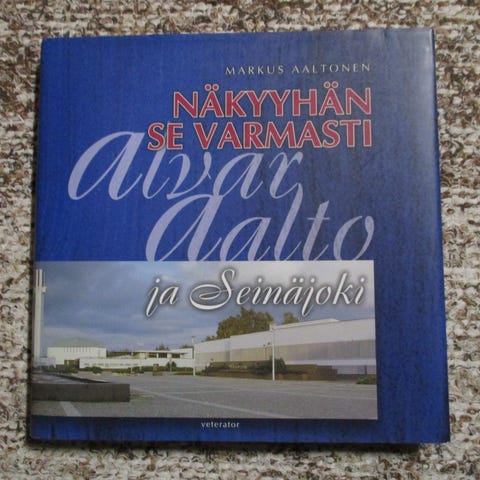 MARKUS AALTONEN
NÄKYYHÄN
SE VARMASTI
alvar
aalto
ja Seinäjoki
veterator